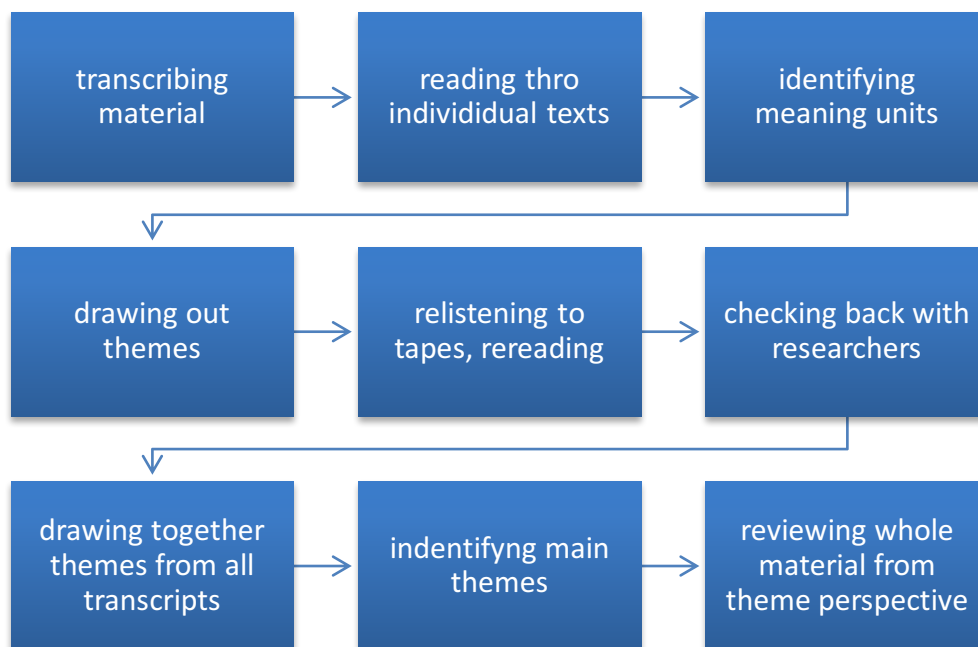 transcribing
material
reading thro
individidual texts
identifying
meaning units
drawing out
themes
relistening to
tapes, rereading
checking back with
researchers
drawing together
themes from all
transcripts
indentifyng main
themes
reviewing whole
material from
theme perspective